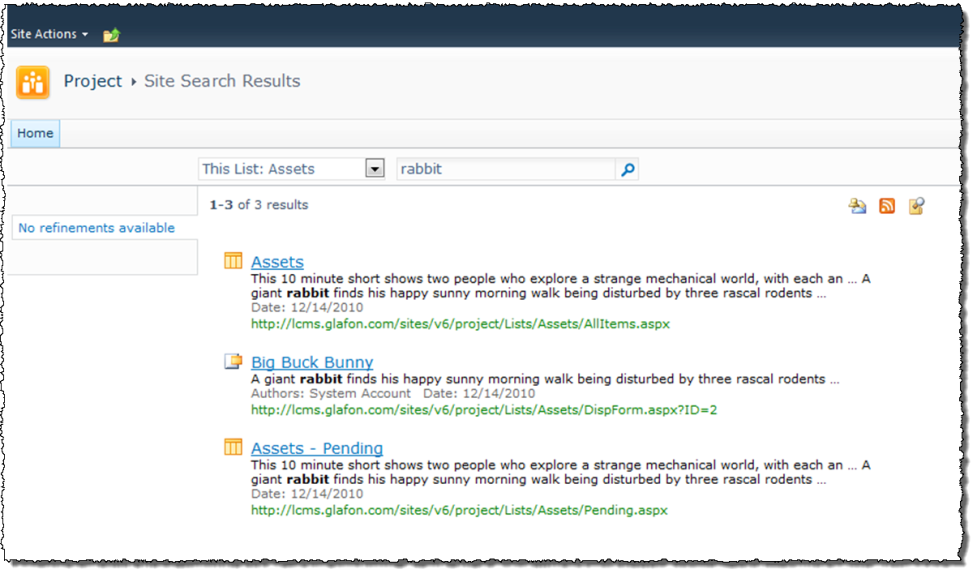 Site Actions
Project ▸ Site Search Results
Home
This List: Assets
rabbit
1-3 of 3 results
No refinements available
Assets
This 10 minute short shows two people who explore a strange mechanical world, with each an ... A
giant rabbit finds his happy sunny morning walk being disturbed by three rascal rodents ...
Date: 12/14/2010
http://lcms.glafon.com/sites/v6/project/Lists/Assets/AllItems.aspx
Big Buck Bunny
A giant rabbit finds his happy sunny morning walk being disturbed by three rascal rodents ...
Authors: System Account Date: 12/14/2010
http://lcms.glafon.com/sites/v6/project/Lists/Assets/DispForm.aspx?ID=2
Assets - Pending
This 10 minute short shows two people who explore a strange mechanical world, with each an ... A
giant rabbit finds his happy sunny morning walk being disturbed by three rascal rodents ...
Date: 12/14/2010
http://lcms.glafon.com/sites/v6/project/Lists/Assets/Pending.aspx